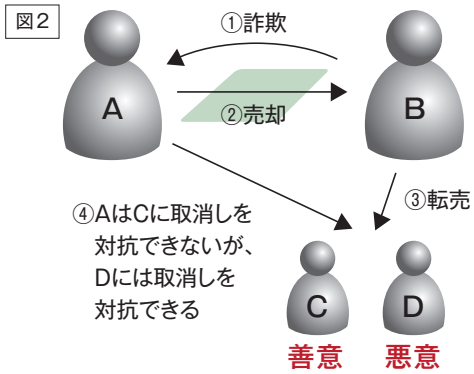 図2
①詐欺
A
B
②売却
③転売
④AはCに取消しを
対抗できないが、
Dには取消しを
対抗できる
C
D
善意
悪意